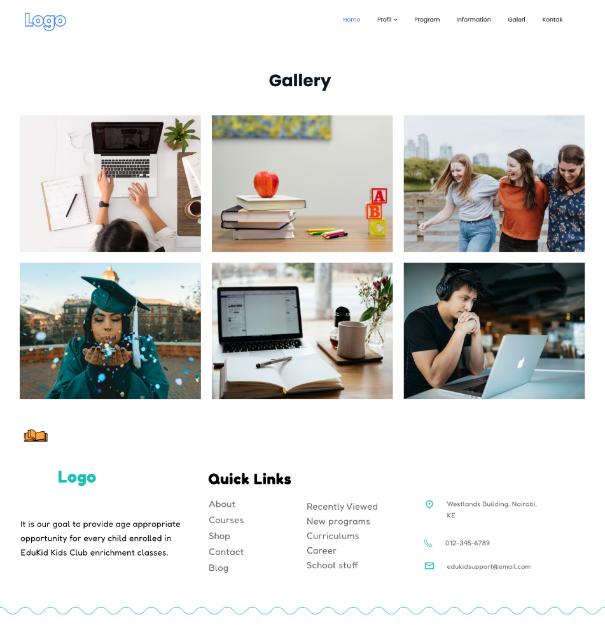 Logo
Home
Profil
Program
Information
Galeri
Kontak
Gallery
A
B
C
Logo
It is our goal to provide age appropriate
opportunity for every child enrolled in
EduKid Kids Club enrichment classes.
Quick Links
About
Courses
Shop
Contact
Blog
Recently Viewed
New programs
Curriculums
Career
School stuff
Westlands Building, Nairobi,
KE
012-345-6789
edukidsupport@email.com